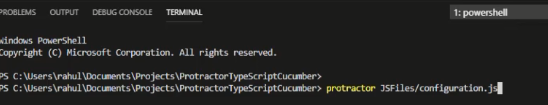 PROBLEMS OUTPUT DEBUG CONSOLE TERMINAL 1: powershell
Windows PowerShell
Copyright (C) Microsoft Corporation. All rights reserved.
PS C:\Users\rahul\Documents\Projects\ProtractorTypeScriptCucumber>
PS C:\Users\rahul\Documents\Projects\ProtractorTypeScriptCucumber> protractor JSFiles/configuration.js